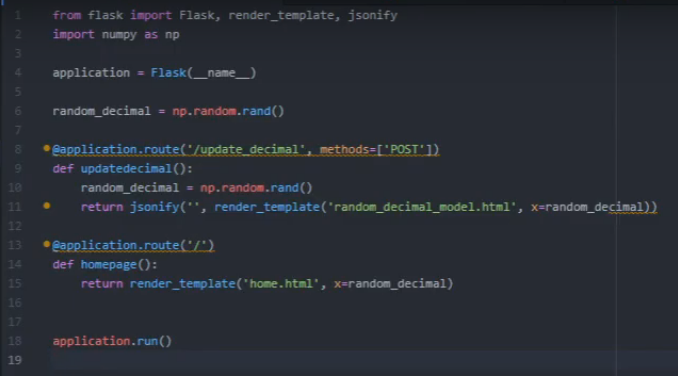 1 from flask import Flask, render_template, jsonify
2 import numpy as np
3
4 application = Flask(__name__)
5
6 random_decimal = np.random.rand()
7
8 @application.route('/update_decimal', methods=['POST'])
9 def updatedecimal():
10     random_decimal = np.random.rand()
11     return jsonify('', render_template('random_decimal_model.html', x=random_decimal))
12
13 @application.route('/')
14 def homepage():
15     return render_template('home.html', x=random_decimal)
16
17
18 application.run()
19